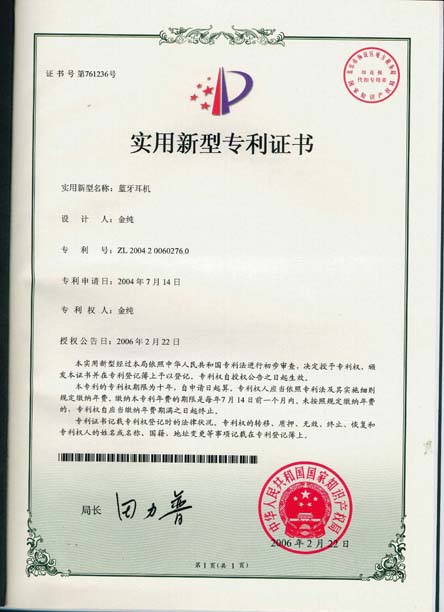 证书号第761236号
印花税
代扣专用章
国家知识产权局
实用新型专利证书
实用新型名称：蓝牙耳机
设计人：金纯
专利号：ZL 2004 2 0060276.0
专利申请日：2004年7月14日
专利权人：金纯
授权公告日：2006年2月22日
本实用新型经过本局依照中华人民共和国专利法进行初步审查，决定授予专利权，颁
发本证书并在专利登记簿上予以登记。专利权自授权公告之日起生效。
本专利的专利权期限为十年，自申请日起算。专利权人应当依照专利法及其实施细则
规定缴纳年费。缴纳本专利年费的期限是每年7月14日前一个月内。未按照规定缴纳年费
的，专利权自应当缴纳年费期满之日起终止。
专利证书记载专利权登记时的法律状况。专利权的转移、质押、无效、终止、恢复和
专利权人的姓名或名称、国籍、地址变更等事项记载在专利登记簿上。
局长
田力普
中华人民共和国国家知识产权局
2006年2月22日
第1页(共1页)